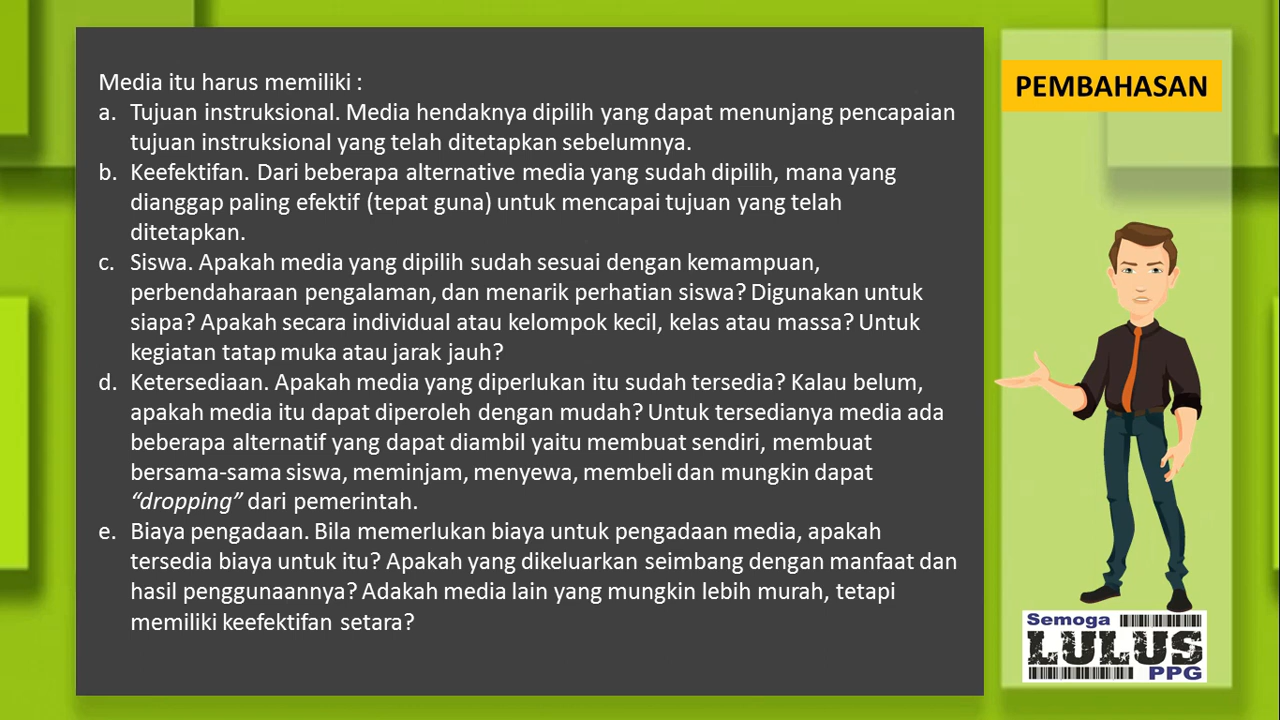 Media itu harus memiliki :
a. Tujuan instruksional. Media hendaknya dipilih yang dapat menunjang pencapaian
tujuan instruksional yang telah ditetapkan sebelumnya.
b. Keefektifan. Dari beberapa alternative media yang sudah dipilih, mana yang
dianggap paling efektif (tepat guna) untuk mencapai tujuan yang telah
ditetapkan.
c. Siswa. Apakah media yang dipilih sudah sesuai dengan kemampuan,
perbendaharaan pengalaman, dan menarik perhatian siswa? Digunakan untuk
siapa? Apakah secara individual atau kelompok kecil, kelas atau massa? Untuk
kegiatan tatap muka atau jarak jauh?
d. Ketersediaan. Apakah media yang diperlukan itu sudah tersedia? Kalau belum,
apakah media itu dapat diperoleh dengan mudah? Untuk tersedianya media ada
beberapa alternatif yang dapat diambil yaitu membuat sendiri, membuat
bersama-sama siswa, meminjam, menyewa, membeli dan mungkin dapat
“dropping” dari pemerintah.
e. Biaya pengadaan. Bila memerlukan biaya untuk pengadaan media, apakah
tersedia biaya untuk itu? Apakah yang dikeluarkan seimbang dengan manfaat dan
hasil penggunaannya? Adakah media lain yang mungkin lebih murah, tetapi
memiliki keefektifan setara?
PEMBAHASAN
Semoga
LULUS
PPG